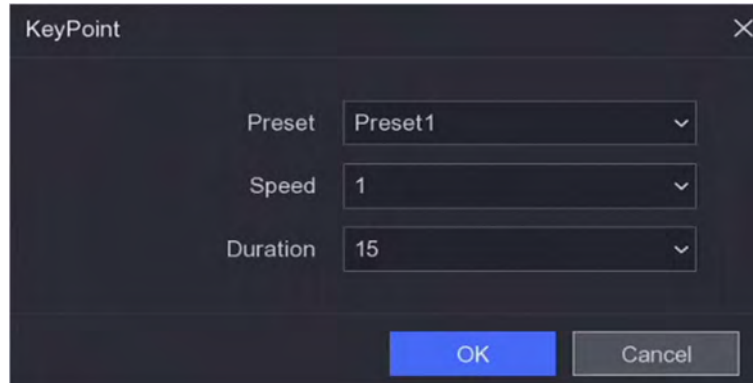 KeyPoint
Preset Preset1
Speed 1
Duration 15
OK Cancel